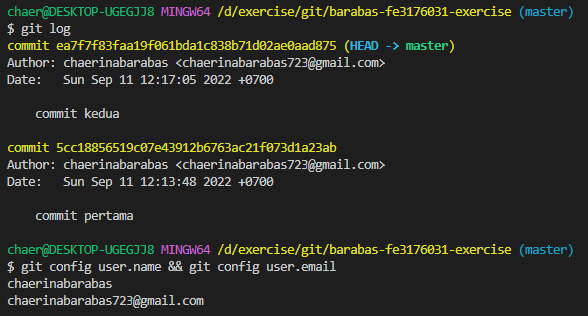 chaer@DESKTOP-UGEGJJ8 MINGW64 /d/exercise/git/barabas-fe3176031-exercise (master)
$ git log
commit ea7f7f83faa19f061bda1c838b71d02ae0aad875 (HEAD -> master)
Author: chaerinabarabas <chaerinabarabas723@gmail.com>
Date:   Sun Sep 11 12:17:05 2022 +0700
    commit kedua
commit 5cc18856519c07e43912b6763ac21f073d1a23ab
Author: chaerinabarabas <chaerinabarabas723@gmail.com>
Date:   Sun Sep 11 12:13:48 2022 +0700
    commit pertama
chaer@DESKTOP-UGEGJJ8 MINGW64 /d/exercise/git/barabas-fe3176031-exercise (master)
$ git config user.name && git config user.email
chaerinabarabas
chaerinabarabas723@gmail.com